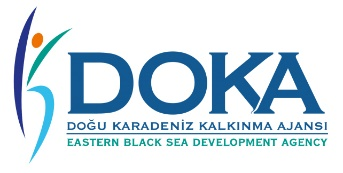 DOKA
DOĞU KARADENİZ KALKINMA AJANSI
EASTERN BLACK SEA DEVELOPMENT AGENCY